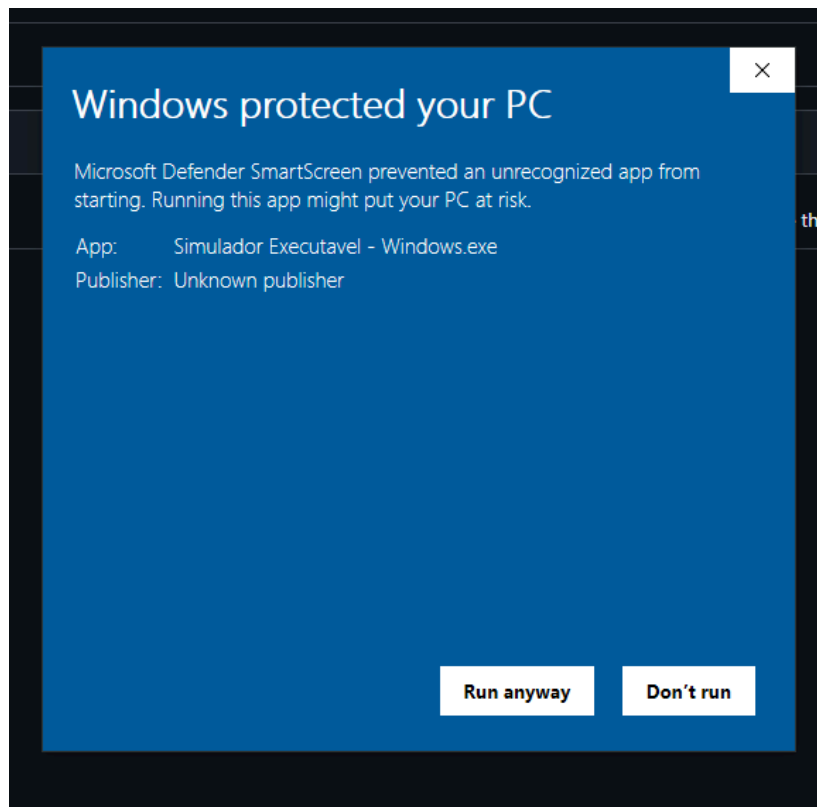 Windows protected your PC
Microsoft Defender SmartScreen prevented an unrecognized app from
starting. Running this app might put your PC at risk.
App: Simulador Executavel - Windows.exe
Publisher: Unknown publisher
th
Run anyway Don't run